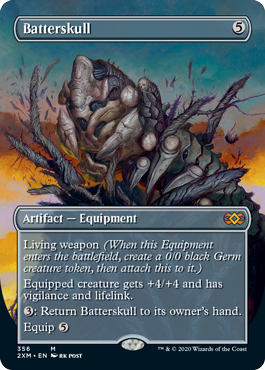 Batterskull 5
Artifact — Equipment
Living weapon (When this Equipment
enters the battlefield, create a 0/0 black Germ
creature token, then attach this to it.)
Equipped creature gets +4/+4 and has
vigilance and lifelink.
3: Return Batterskull to its owner's hand.
Equip 5
356 M
2XM • EN RK POST
™ & © 2020 Wizards of the Coast